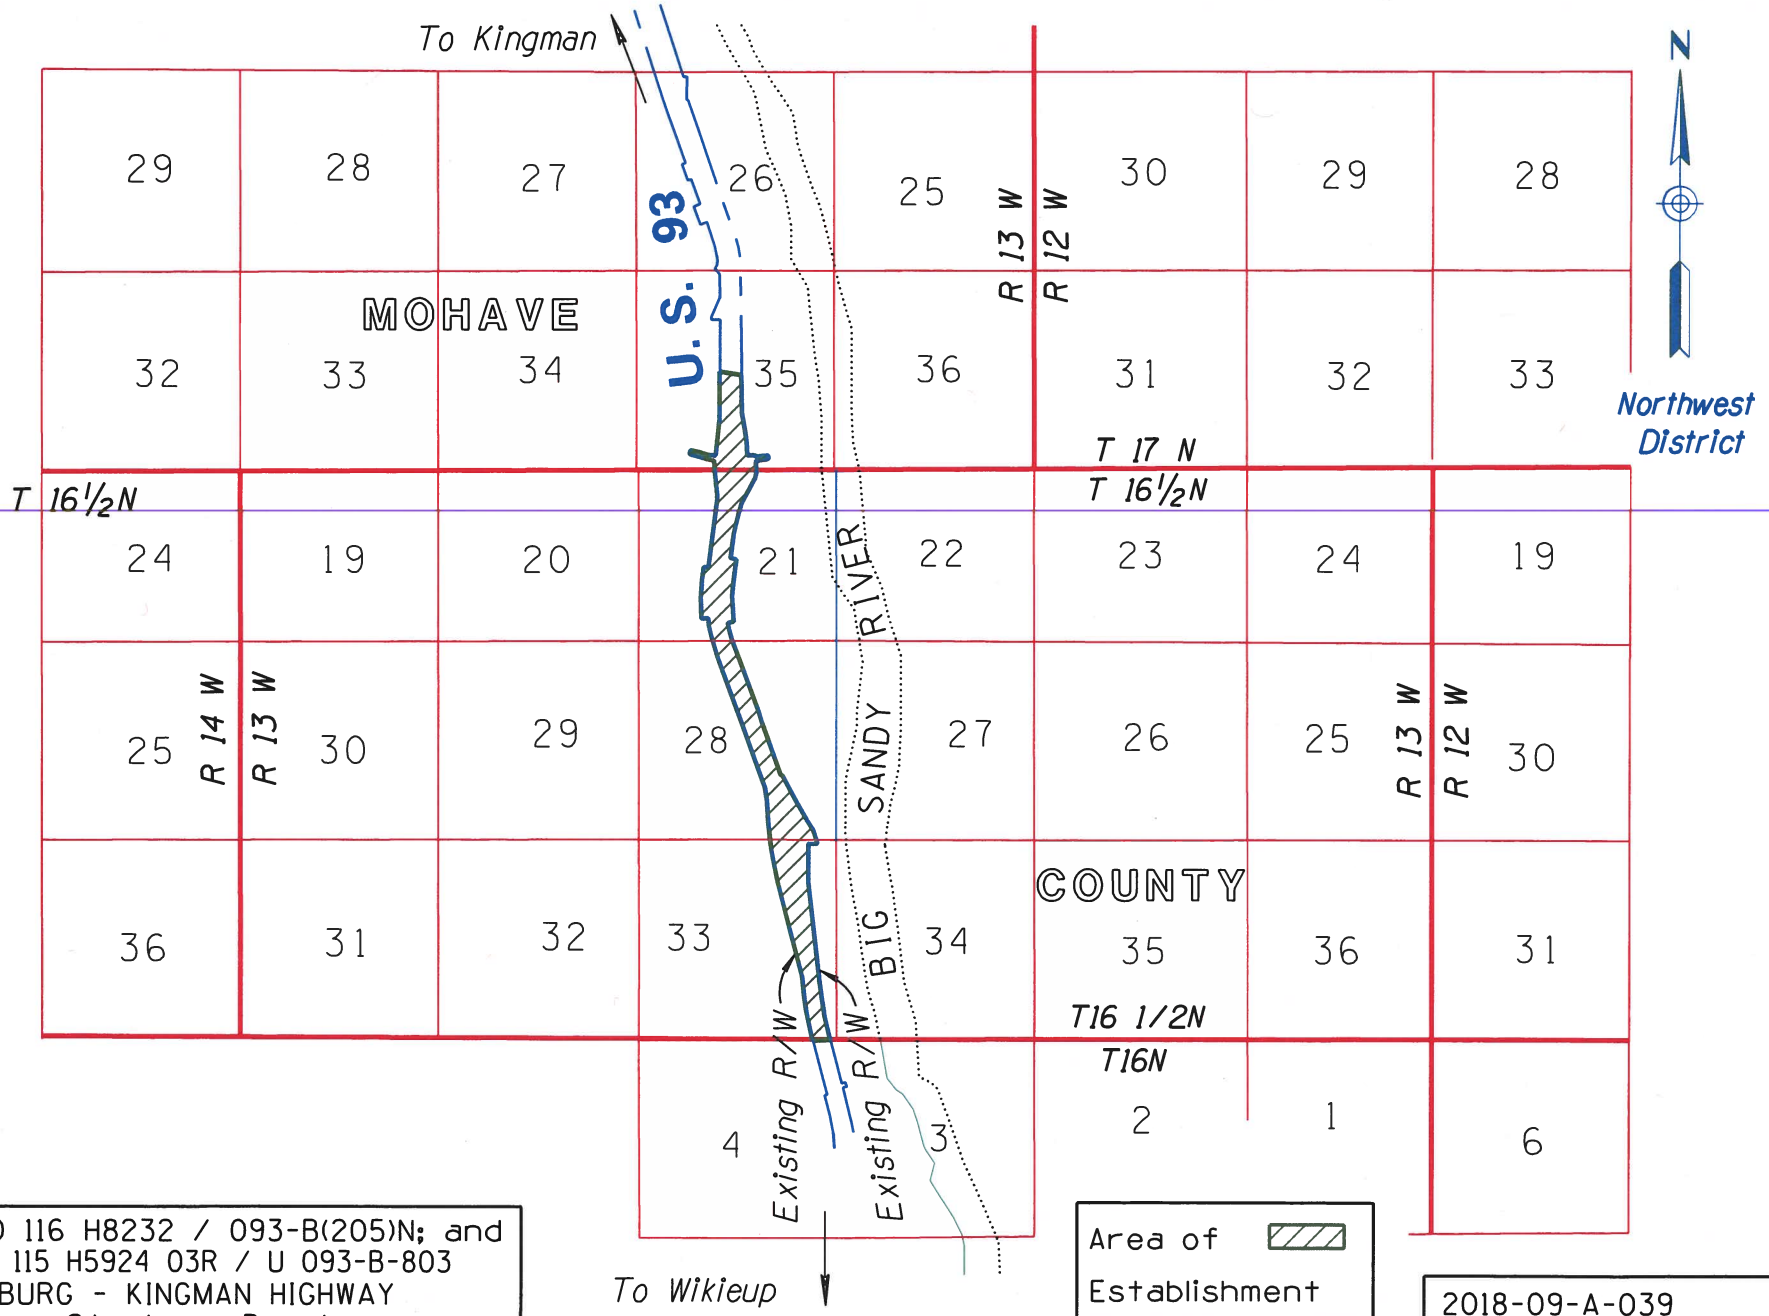 To Kingman
N
29 28 27 26 25 30 29 28
R 13 W
R 12 W
U.S. 93
MOHAVE
32 33 34 35 36 31 32 33
Northwest
District
T 17 N
T 16½N
T 16½N
24 19 20 21 22 23 24 19
BIG SANDY RIVER
R 14 W
R 13 W
R 13 W
R 12 W
25 30 29 28 27 26 25 30
COUNTY
36 31 32 33 34 35 36 31
T16 1/2N
T16N
Existing R/W
Existing R/W
4 3 2 1 6
116 H8232 / 093-B(205)N; and
115 H5924 03R / U 093-B-803
BURG - KINGMAN HIGHWAY
To Wikieup
Area of
Establishment
2018-09-A-039